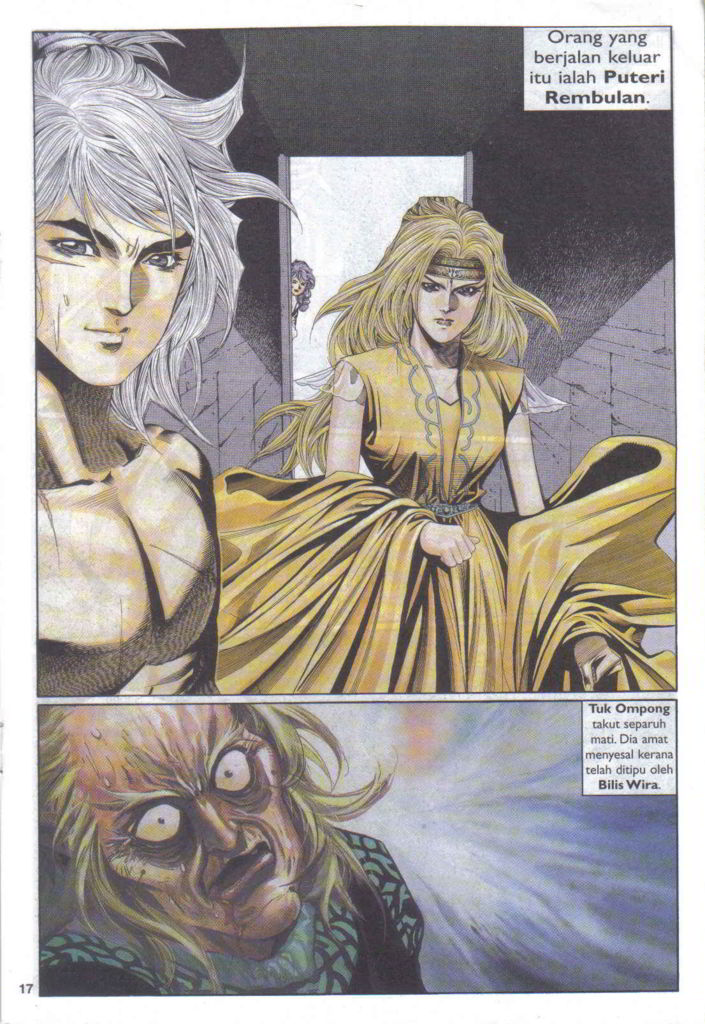 Orang yang
berjalan keluar
itu ialah Puteri
Rembulan.
Tuk Ompong
takut separuh
mati. Dia amat
menyesal kerana
telah ditipu oleh
Bilis Wira.
17